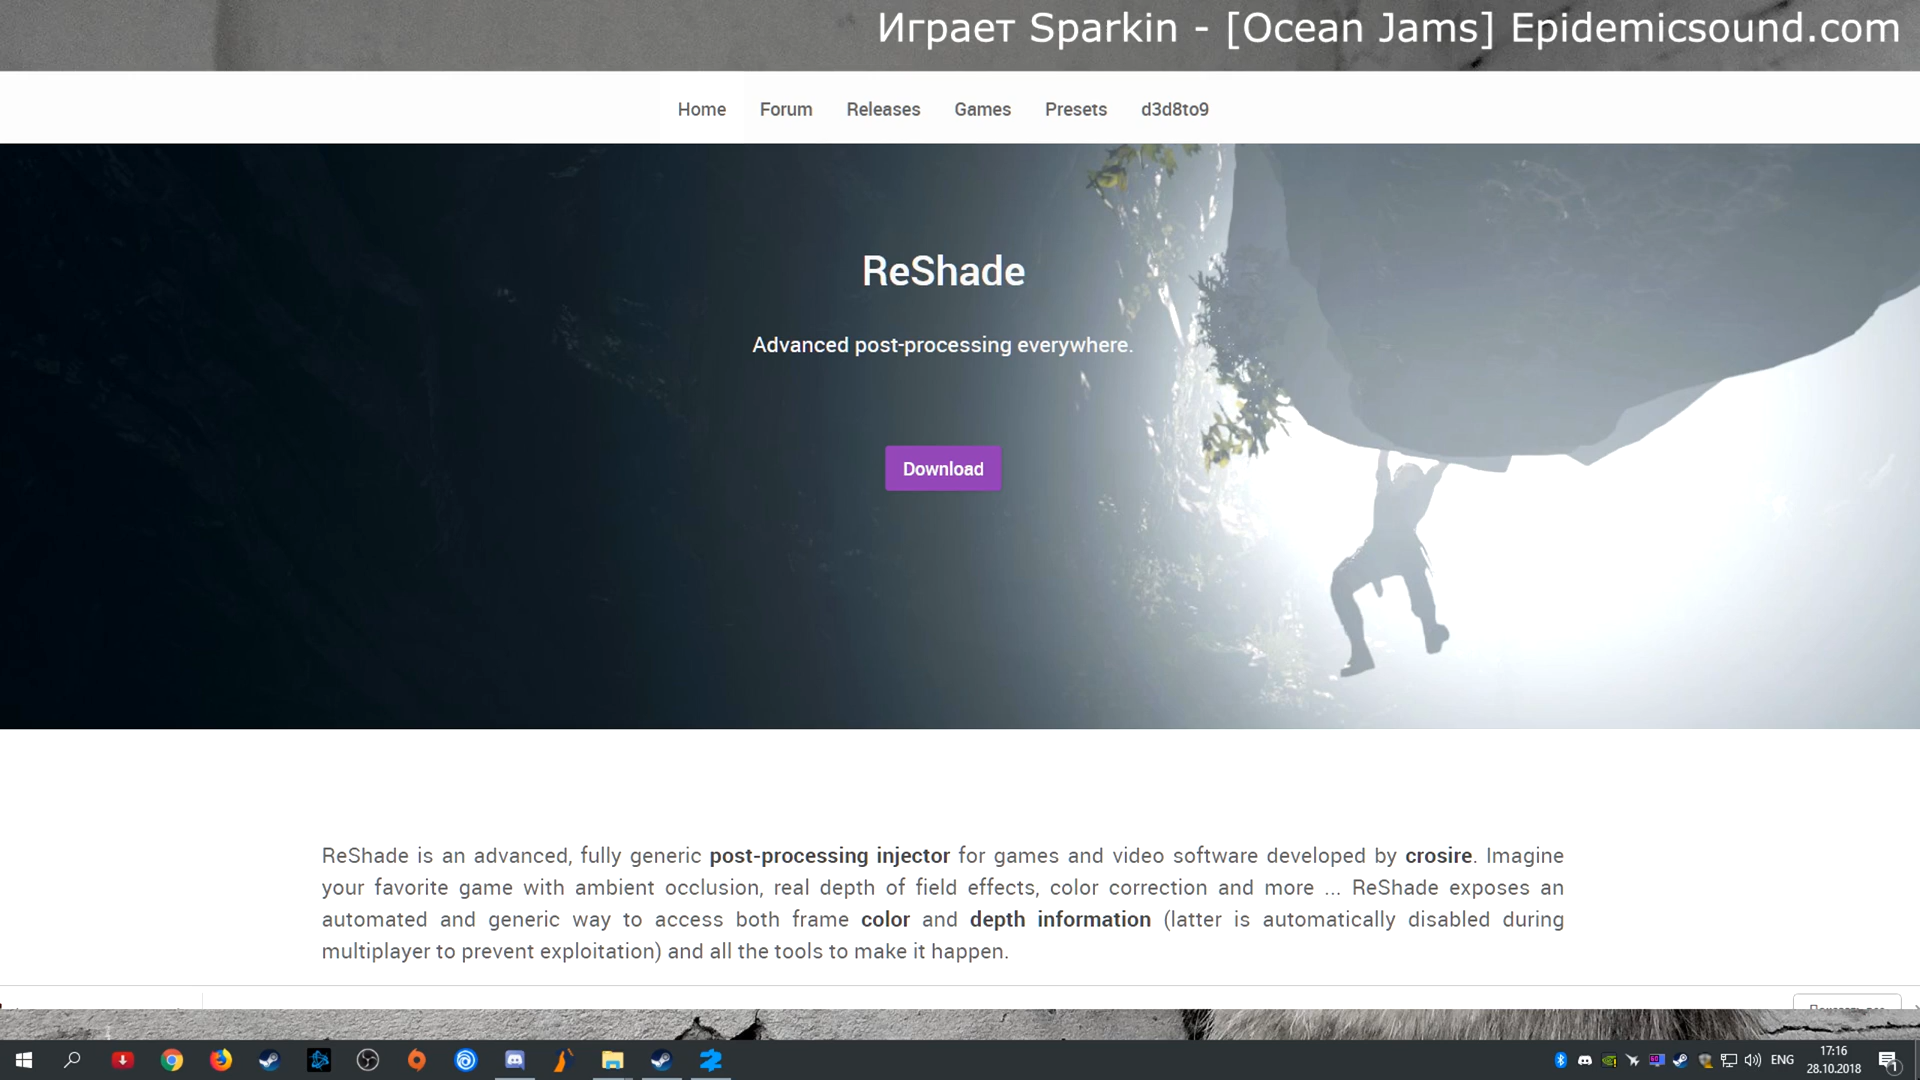 Играет Sparkin - [Ocean Jams] Epidemicsound.com
Home Forum Releases Games Presets d3d8to9
ReShade
Advanced post-processing everywhere.
Download
ReShade is an advanced, fully generic post-processing injector for games and video software developed by crosire. Imagine
your favorite game with ambient occlusion, real depth of field effects, color correction and more ... ReShade exposes an
automated and generic way to access both frame color and depth information (latter is automatically disabled during
multiplayer to prevent exploitation) and all the tools to make it happen.
ENG
17:16
28.10.2018
1